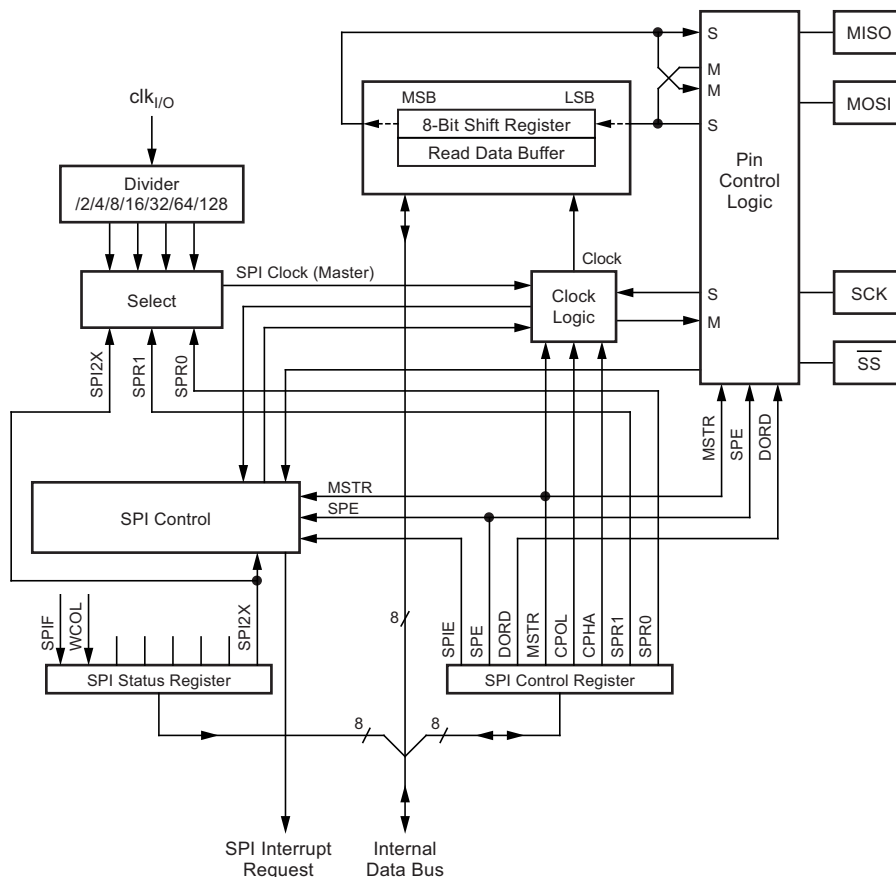 MISO
MOSI
S
M
M
S
Pin
Control
Logic
S
M
SCK
SS
clkI/O
MSB
LSB
8-Bit Shift Register
Read Data Buffer
Divider
/2/4/8/16/32/64/128
Clock
SPI Clock (Master)
Select
Clock
Logic
SPI2X
SPR1
SPR0
MSTR
SPE
DORD
SPI Control
MSTR
SPE
SPIF
WCOL
SPI2X
8
SPIE
SPE
DORD
MSTR
CPOL
CPHA
SPR1
SPR0
SPI Status Register
SPI Control Register
8
8
SPI Interrupt
Request
Internal
Data Bus